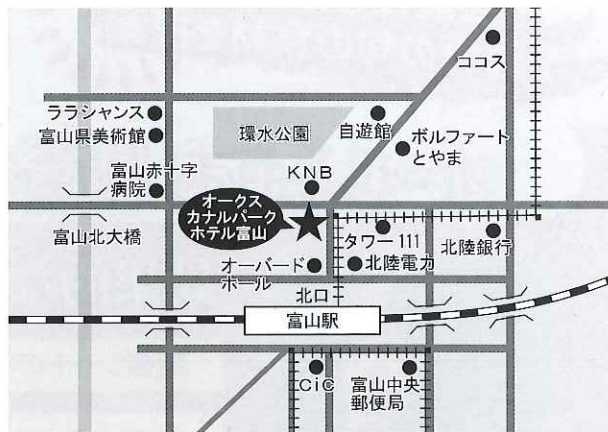 ココス
ララシャンス
富山県美術館
環水公園
自遊館
ボルファート
とやま
富山赤十字
病院
KNB
オークス
カナルパーク
ホテル富山
富山北大橋
タワー111
北陸銀行
オーバード
ホール
北陸電力
北口
富山駅
CiC
富山中央
郵便局